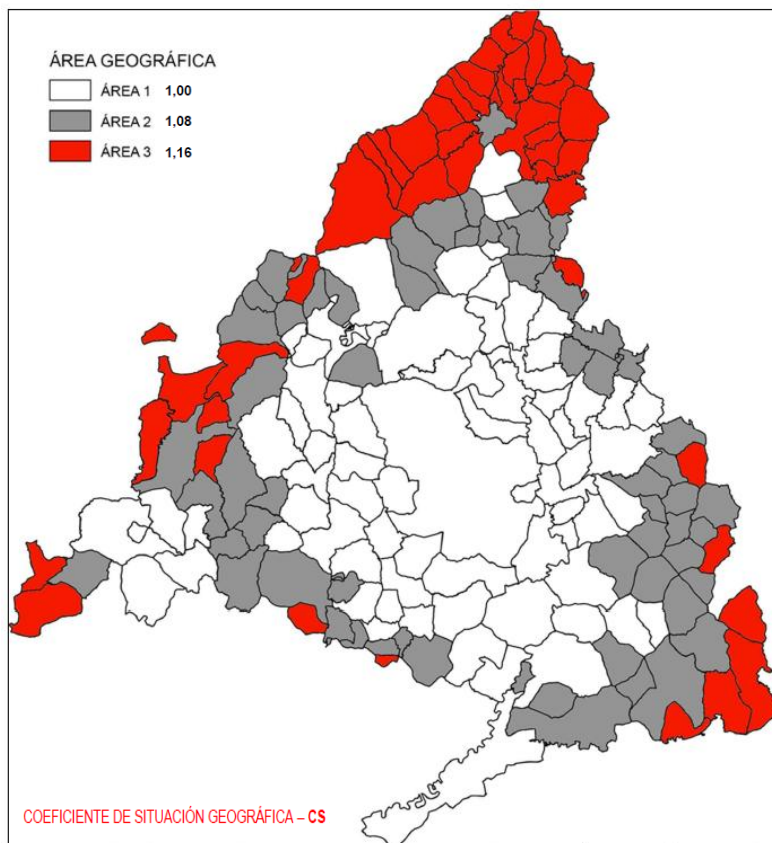 ÁREA GEOGRÁFICA
ÁREA 1 1,00
ÁREA 2 1,08
ÁREA 3 1,16
COEFICIENTE DE SITUACIÓN GEOGRÁFICA – CS